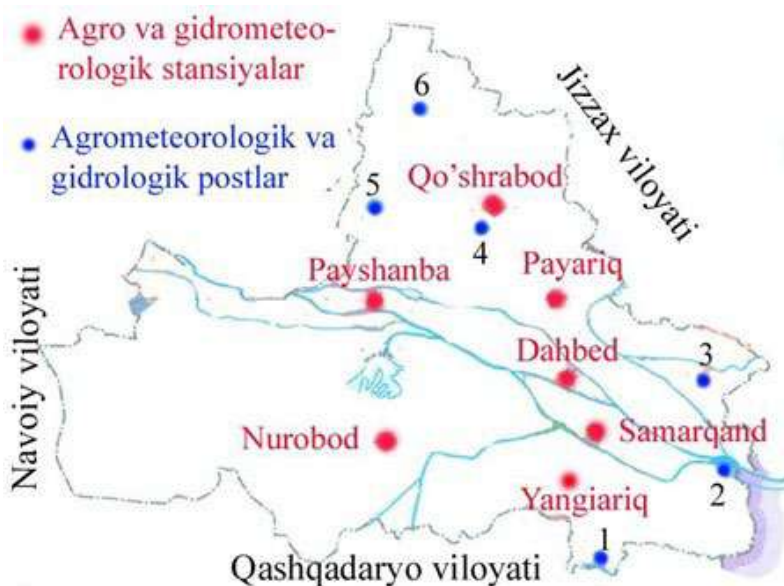 Agro va gidrometeo-
rologik stansiyalar
Agrometeorologik va
gidrologik postlar
6
Jizzax viloyati
5
Qo'shrabod
4
Payshanba
Payariq
Navoiy viloyati
Dahbed
3
Nurobod
Samarqand
Yangiariq
2
1
Qashqadaryo viloyati